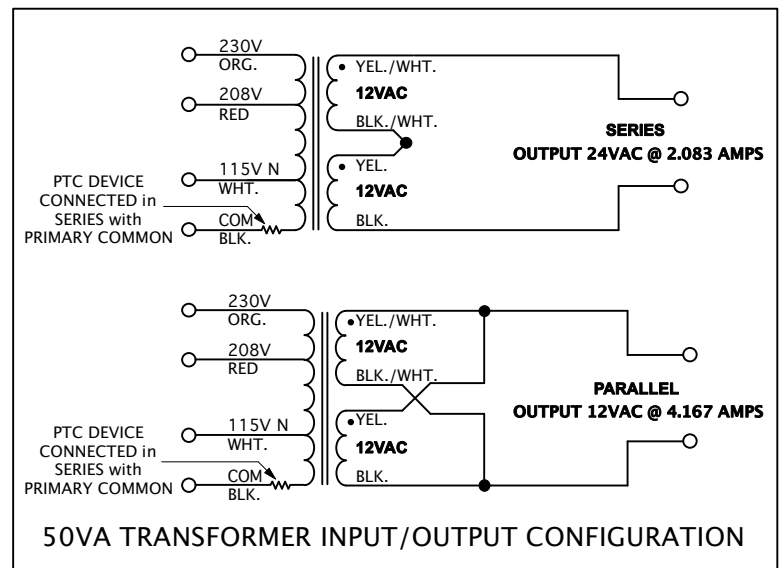 230V
ORG.
208V
RED
115V N
WHT.
COM
BLK.
PTC DEVICE
CONNECTED in
SERIES with
PRIMARY COMMON
YEL./WHT.
12VAC
BLK./WHT.
YEL.
12VAC
BLK.
SERIES
OUTPUT 24VAC @ 2.083 AMPS
230V
ORG.
208V
RED
115V N
WHT.
COM
BLK.
PTC DEVICE
CONNECTED in
SERIES with
PRIMARY COMMON
YEL./WHT.
12VAC
BLK./WHT.
YEL.
12VAC
BLK.
PARALLEL
OUTPUT 12VAC @ 4.167 AMPS
50VA TRANSFORMER INPUT/OUTPUT CONFIGURATION